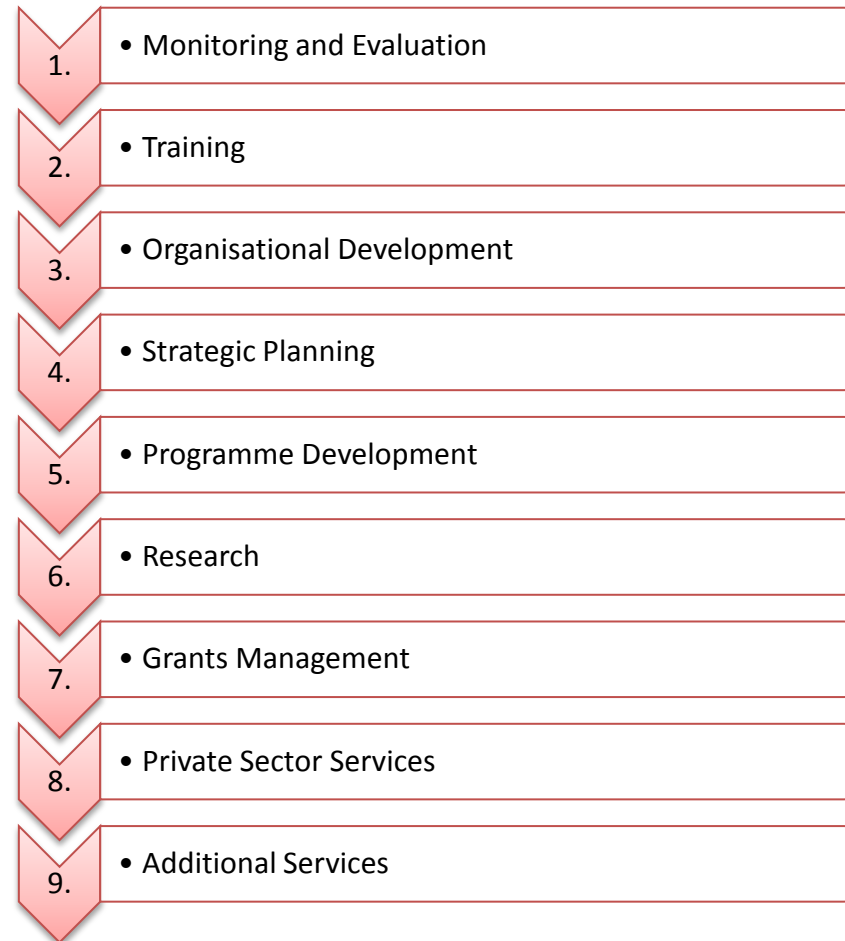 1. • Monitoring and Evaluation
2. • Training
3. • Organisational Development
4. • Strategic Planning
5. • Programme Development
6. • Research
7. • Grants Management
8. • Private Sector Services
9. • Additional Services